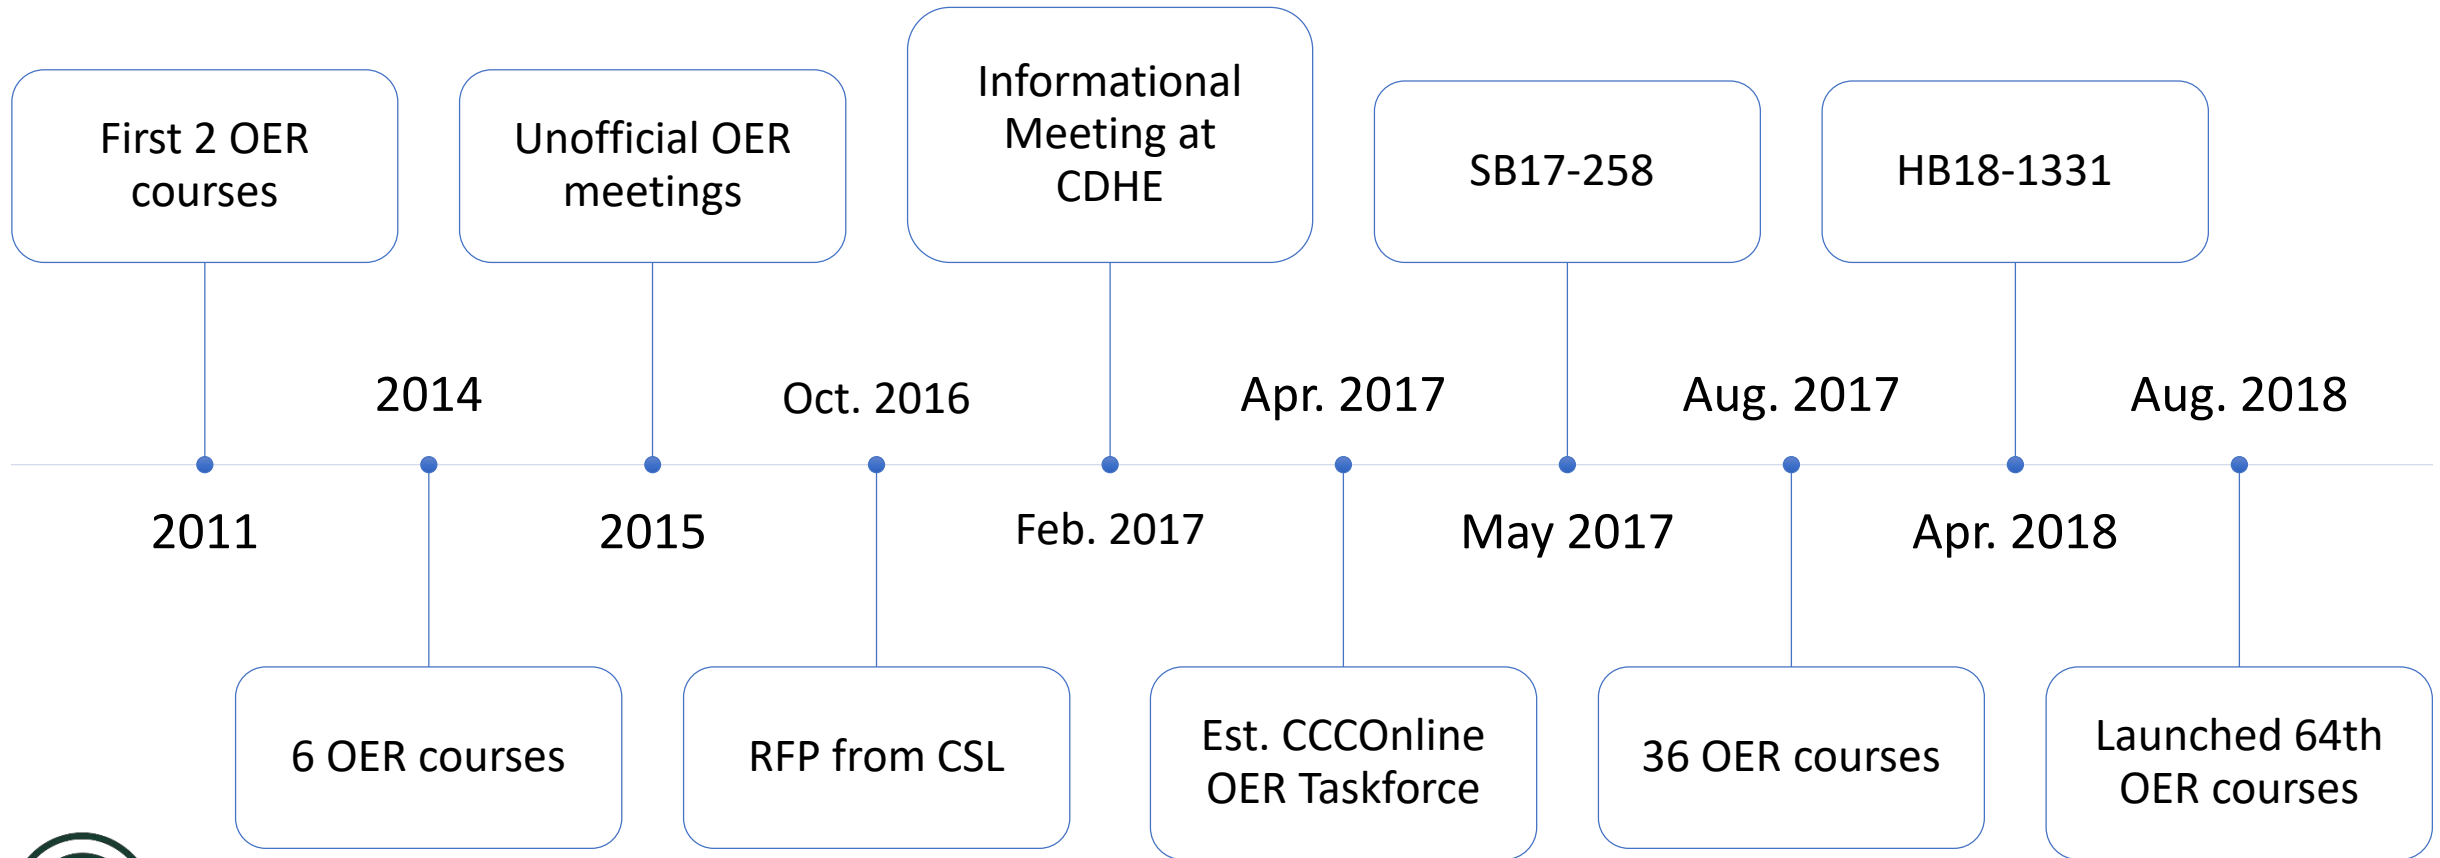 First 2 OER
courses
Unofficial OER
meetings
Informational
Meeting at
CDHE
SB17-258
HB18-1331
2014
Oct. 2016
Apr. 2017
Aug. 2017
Aug. 2018
2011
2015
Feb. 2017
May 2017
Apr. 2018
6 OER courses
RFP from CSL
Est. CCCOnline
OER Taskforce
36 OER courses
Launched 64th
OER courses